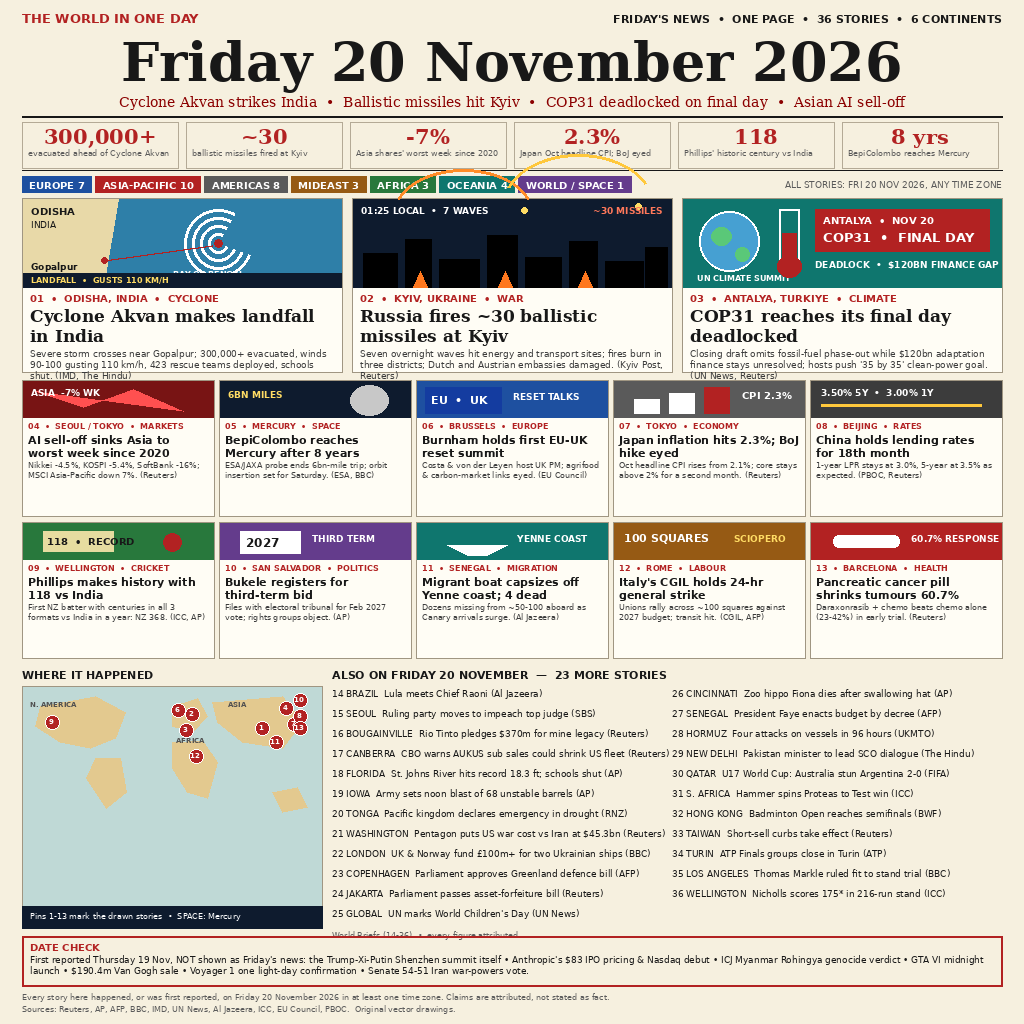 THE WORLD IN ONE DAY
FRIDAY'S NEWS • ONE PAGE • 36 STORIES • 6 CONTINENTS
Friday 20 November 2026
Cyclone Akvan strikes India • Ballistic missiles hit Kyiv • COP31 deadlocked on final day • Asian AI sell-off
300,000+
evacuated ahead of Cyclone Akvan
~30
ballistic missiles fired at Kyiv
-7%
Asia shares' worst week since 2020
2.3%
Japan Oct headline CPI; BoJ eyed
118
Phillips' historic century vs India
8 yrs
BepiColombo reaches Mercury
EUROPE 7
ASIA-PACIFIC 10
AMERICAS 8
MIDEAST 3
AFRICA 3
OCEANIA 4
WORLD / SPACE 1
ALL STORIES: FRI 20 NOV 2026, ANY TIME ZONE
ODISHA
INDIA
Gopalpur
BAY OF BENGAL
LANDFALL • GUSTS 110 KM/H
01 • ODISHA, INDIA • CYCLONE
Cyclone Akvan makes landfall
in India
Severe storm crosses near Gopalpur; 300,000+ evacuated, winds
90-100 gusting 110 km/h, 423 rescue teams deployed, schools
shut. (IMD, The Hindu)
01:25 LOCAL • 7 WAVES
~30 MISSILES
02 • KYIV, UKRAINE • WAR
Russia fires ~30 ballistic
missiles at Kyiv
Seven overnight waves hit energy and transport sites; fires burn in
three districts; Dutch and Austrian embassies damaged. (Kyiv Post,
Reuters)
ANTALYA • NOV 20
COP31 • FINAL DAY
DEADLOCK • $120BN FINANCE GAP
UN CLIMATE SUMMIT
03 • ANTALYA, TURKIYE • CLIMATE
COP31 reaches its final day
deadlocked
Closing draft omits fossil-fuel phase-out while $120bn adaptation
finance stays unresolved; hosts push '35 by 35' clean-power goal.
(UN News, Reuters)
ASIA -7% WK
04 • SEOUL / TOKYO • MARKETS
AI sell-off sinks Asia to
worst week since 2020
Nikkei -4.5%, KOSPI -5.4%, SoftBank -16%;
MSCI Asia-Pacific down 7%. (Reuters)
6BN MILES
05 • MERCURY • SPACE
BepiColombo reaches
Mercury after 8 years
ESA/JAXA probe ends 6bn-mile trip; orbit
insertion set for Saturday. (ESA, BBC)
EU • UK
RESET TALKS
06 • BRUSSELS • EUROPE
Burnham holds first EU-UK
reset summit
Costa & von der Leyen host UK PM; agrifood
& carbon-market links eyed. (EU Council)
CPI 2.3%
07 • TOKYO • ECONOMY
Japan inflation hits 2.3%; BoJ
hike eyed
Oct headline CPI rises from 2.1%; core stays
above 2% for a second month. (Reuters)
3.50% 5Y • 3.00% 1Y
08 • BEIJING • RATES
China holds lending rates
for 18th month
1-year LPR stays at 3.0%, 5-year at 3.5% as
expected. (PBOC, Reuters)
118 • RECORD
09 • WELLINGTON • CRICKET
Phillips makes history with
118 vs India
First NZ batter with centuries in all 3
formats vs India in a year: NZ 368. (ICC, AP)
2027
THIRD TERM
10 • SAN SALVADOR • POLITICS
Bukele registers for
third-term bid
Files with electoral tribunal for Feb 2027
vote; rights groups object. (AP)
YENNE COAST
11 • SENEGAL • MIGRATION
Migrant boat capsizes off
Yenne coast; 4 dead
Dozens missing from ~50-100 aboard as
Canary arrivals surge. (Al Jazeera)
100 SQUARES
SCIOPERO
12 • ROME • LABOUR
Italy's CGIL holds 24-hr
general strike
Unions rally across ~100 squares against
2027 budget; transit hit. (CGIL, AFP)
60.7% RESPONSE
13 • BARCELONA • HEALTH
Pancreatic cancer pill
shrinks tumours 60.7%
Daraxonrasib + chemo beats chemo alone
(23-42%) in early trial. (Reuters)
WHERE IT HAPPENED
N. AMERICA
ASIA
AFRICA
9
6
2
3
12
1
11
4
10
8
13
Pins 1-13 mark the drawn stories • SPACE: Mercury
ALSO ON FRIDAY 20 NOVEMBER — 23 MORE STORIES
14 BRAZIL Lula meets Chief Raoni (Al Jazeera)
15 SEOUL Ruling party moves to impeach top judge (SBS)
16 BOUGAINVILLE Rio Tinto pledges $370m for mine legacy (Reuters)
17 CANBERRA CBO warns AUKUS sub sales could shrink US fleet (Reuters)
18 FLORIDA St. Johns River hits record 18.3 ft; schools shut (AP)
19 IOWA Army sets noon blast of 68 unstable barrels (AP)
20 TONGA Pacific kingdom declares emergency in drought (RNZ)
21 WASHINGTON Pentagon puts US war cost vs Iran at $45.3bn (Reuters)
22 LONDON UK & Norway fund £100m+ for two Ukrainian ships (BBC)
23 COPENHAGEN Parliament approves Greenland defence bill (AFP)
24 JAKARTA Parliament passes asset-forfeiture bill (Reuters)
25 GLOBAL UN marks World Children's Day (UN News)
26 CINCINNATI Zoo hippo Fiona dies after swallowing hat (AP)
27 SENEGAL President Faye enacts budget by decree (AFP)
28 HORMUZ Four attacks on vessels in 96 hours (UKMTO)
29 NEW DELHI Pakistan minister to lead SCO dialogue (The Hindu)
30 QATAR U17 World Cup: Australia stun Argentina 2-0 (FIFA)
31 S. AFRICA Hammer spins Proteas to Test win (ICC)
32 HONG KONG Badminton Open reaches semifinals (BWF)
33 TAIWAN Short-sell curbs take effect (Reuters)
34 TURIN ATP Finals groups close in Turin (ATP)
35 LOS ANGELES Thomas Markle ruled fit to stand trial (BBC)
36 WELLINGTON Nicholls scores 175* in 216-run stand (ICC)
World Briefs (14-36) • every figure attributed
DATE CHECK
First reported Thursday 19 Nov, NOT shown as Friday's news: the Trump-Xi-Putin Shenzhen summit itself • Anthropic's $83 IPO pricing & Nasdaq debut • ICJ Myanmar Rohingya genocide verdict • GTA VI midnight
launch • $190.4m Van Gogh sale • Voyager 1 one light-day confirmation • Senate 54-51 Iran war-powers vote.
Every story here happened, or was first reported, on Friday 20 November 2026 in at least one time zone. Claims are attributed, not stated as fact.
Sources: Reuters, AP, AFP, BBC, IMD, UN News, Al Jazeera, ICC, EU Council, PBOC. Original vector drawings.